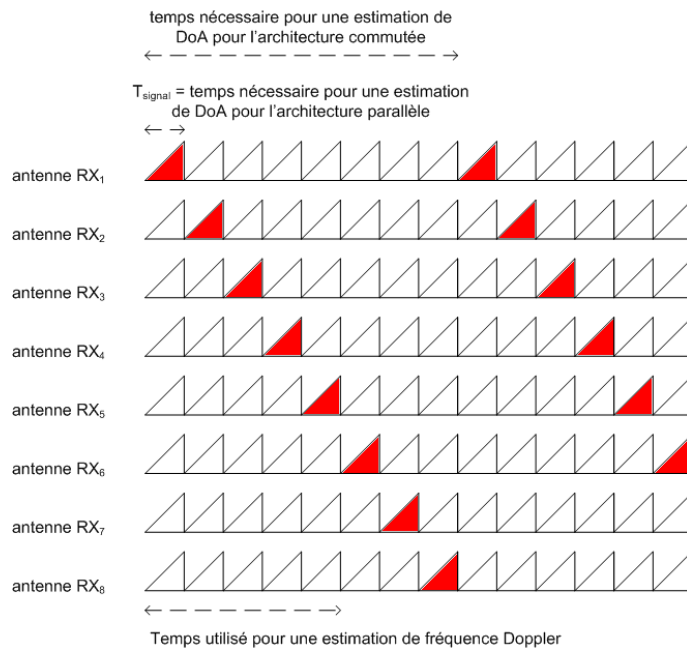 temps nécessaire pour une estimation de
DoA pour l'architecture commutée
Tsignal = temps nécessaire pour une estimation
de DoA pour l'architecture parallèle
antenne RX1
antenne RX2
antenne RX3
antenne RX4
antenne RX5
antenne RX6
antenne RX7
antenne RX8
Temps utilisé pour une estimation de fréquence Doppler